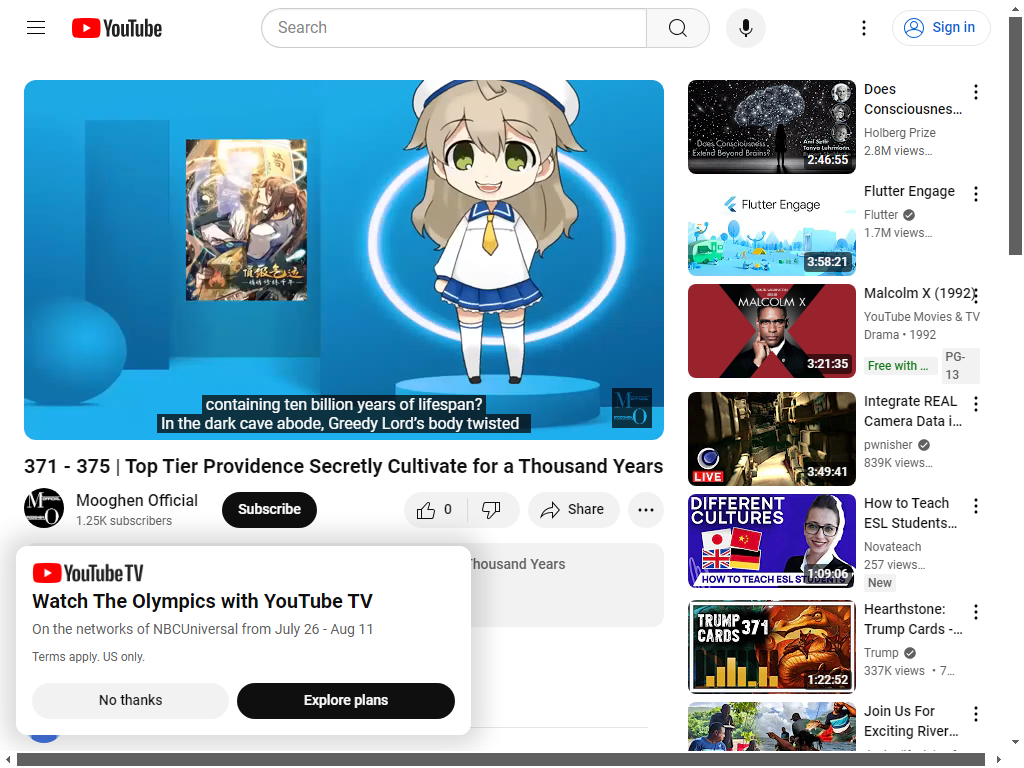 YouTube
Search
Sign in
containing ten billion years of lifespan?
In the dark cave abode, Greedy Lord's body twisted
371 - 375 | Top Tier Providence Secretly Cultivate for a Thousand Years
Mooghen Official
1.25K subscribers
Subscribe
0
Share
Thousand Years
YouTube TV
Watch The Olympics with YouTube TV
On the networks of NBCUniversal from July 26 - Aug 11
Terms apply. US only.
No thanks
Explore plans
Does Consciousness
Extend Beyond Brains?
Anil Seth
Tanya Luhrmann
2:46:55
Does
Consciousnes…
Holberg Prize
2.8M views…
Flutter Engage
3:58:21
Flutter Engage
Flutter
1.7M views…
MALCOLM X
3:21:35
Malcolm X (1992)
YouTube Movies & TV
Drama • 1992
Free with ...
PG-
13
LIVE
3:49:41
Integrate REAL
Camera Data i…
pwnisher
839K views…
DIFFERENT
CULTURES
HOW TO TEACH ESL STUDENTS
1:09:06
How to Teach
ESL Students…
Novateach
257 views…
New
TRUMP
CARDS 371
1:22:52
Hearthstone:
Trump Cards -…
Trump
337K views • 7…
Join Us For
Exciting River…